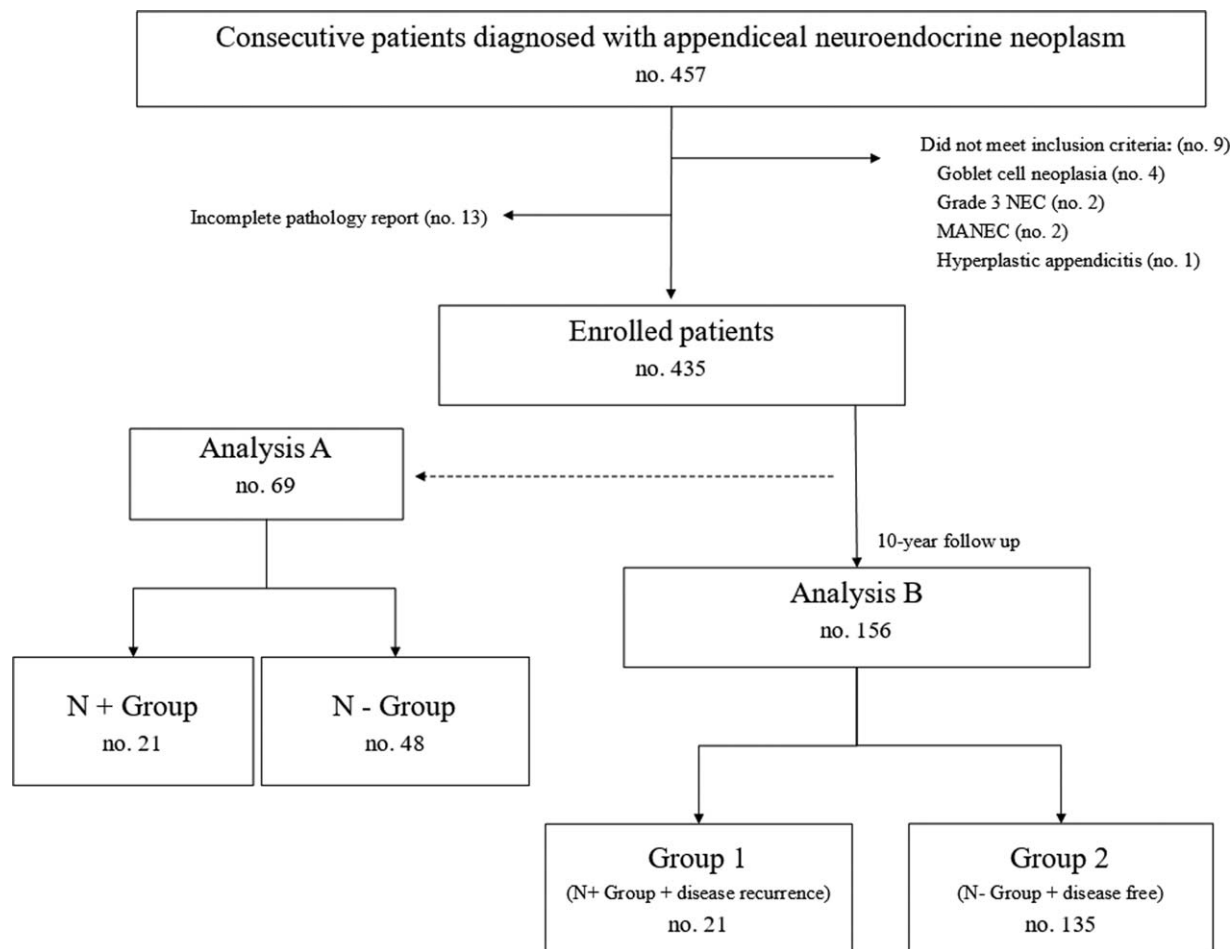 Consecutive patients diagnosed with appendiceal neuroendocrine neoplasm
no. 457
Did not meet inclusion criteria: (no. 9)
Goblet cell neoplasia (no. 4)
Grade 3 NEC (no. 2)
MANEC (no. 2)
Hyperplastic appendicitis (no. 1)
Incomplete pathology report (no. 13)
Enrolled patients
no. 435
Analysis A
no. 69
10-year follow up
Analysis B
no. 156
N + Group
no. 21
N - Group
no. 48
Group 1
(N+ Group + disease recurrence)
no. 21
Group 2
(N- Group + disease free)
no. 135